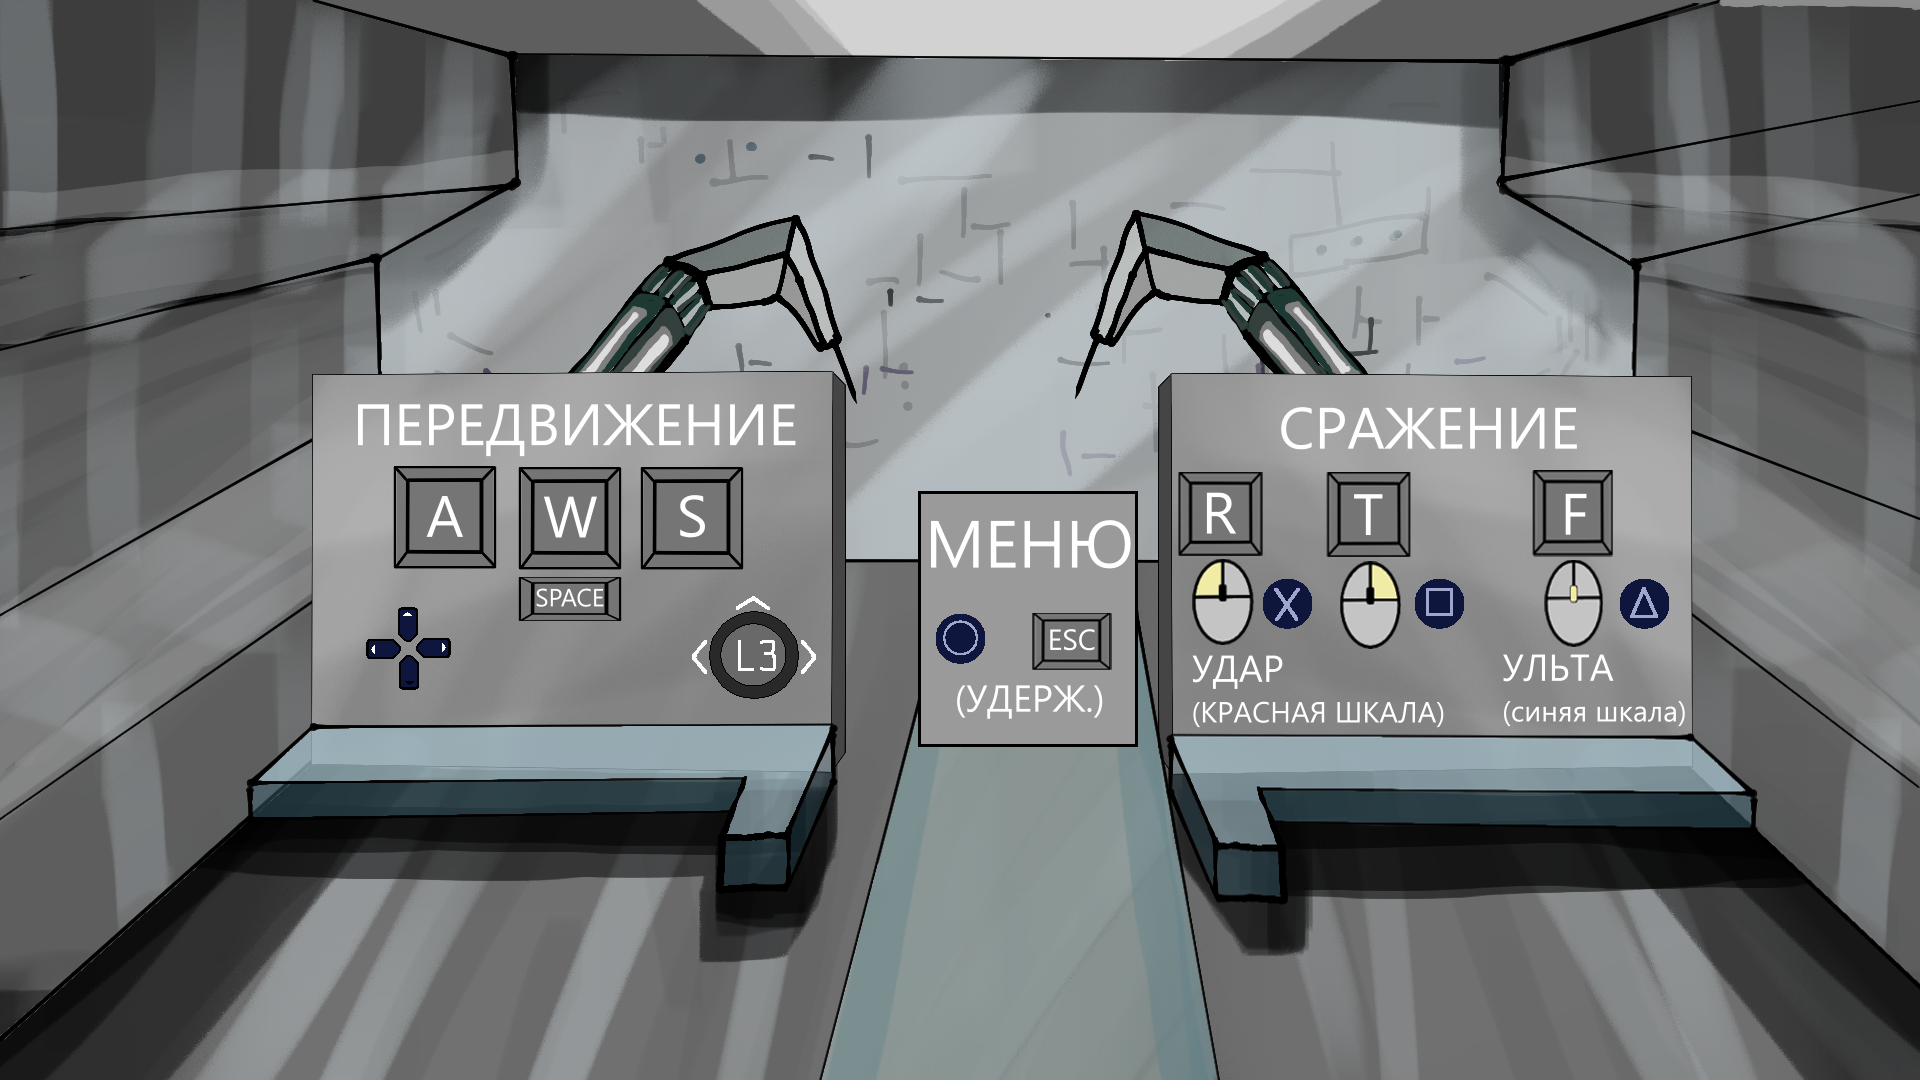 ПЕРЕДВИЖЕНИЕ
A W S
SPACE
L3
МЕНЮ
ESC
(УДЕРЖ.)
СРАЖЕНИЕ
R T F
X
УДАР
(КРАСНАЯ ШКАЛА)
УЛЬТА
(синяя шкала)